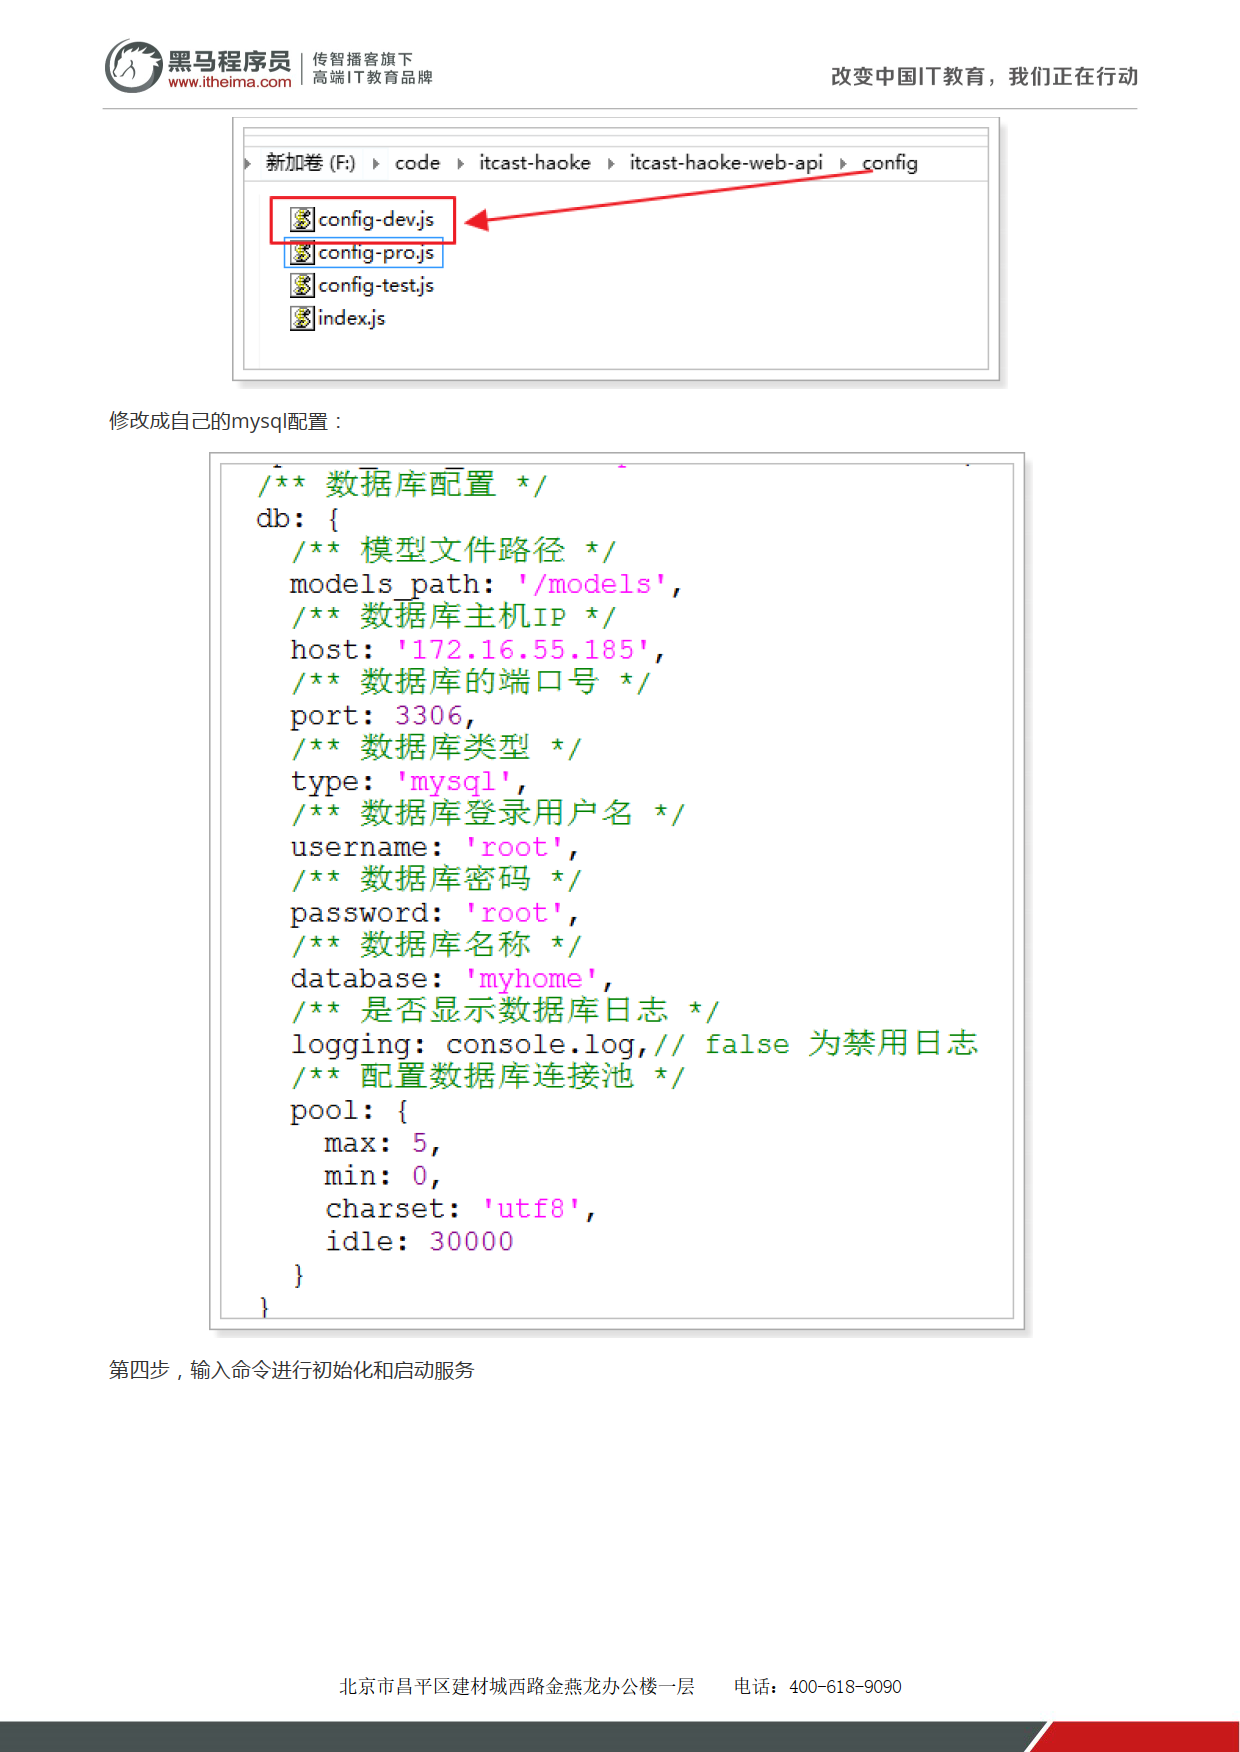 黑马程序员
www.itheima.com
传智播客旗下
高端IT教育品牌
改变中国IT教育，我们正在行动
新加卷 (F:) code itcast-haoke itcast-haoke-web-api config
config-dev.js
config-pro.js
config-test.js
index.js
修改成自己的mysql配置：
/** 数据库配置 */
db: {
/** 模型文件路径 */
models_path: '/models',
/** 数据库主机IP */
host: '172.16.55.185',
/** 数据库的端口号 */
port: 3306,
/** 数据库类型 */
type: 'mysql',
/** 数据库登录用户名 */
username: 'root',
/** 数据库密码 */
password: 'root',
/** 数据库名称 */
database: 'myhome',
/** 是否显示数据库日志 */
logging: console.log,// false 为禁用日志
/** 配置数据库连接池 */
pool: {
max: 5,
min: 0,
charset: 'utf8',
idle: 30000
}
}
第四步，输入命令进行初始化和启动服务
北京市昌平区建材城西路金燕龙办公楼一层 电话：400-618-9090